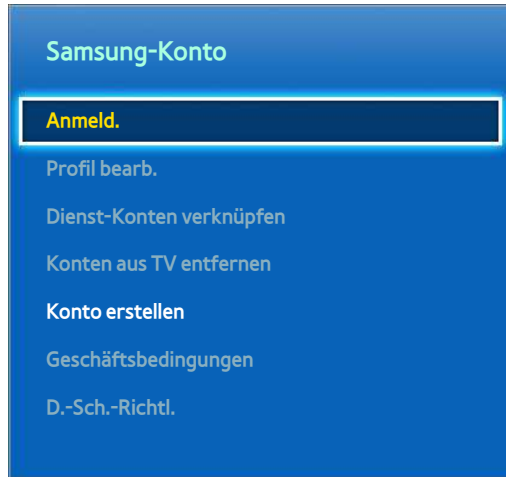 Samsung-Konto
Anmeld.
Profil bearb.
Dienst-Konten verknüpfen
Konten aus TV entfernen
Konto erstellen
Geschäftsbedingungen
D.-Sch.-Richtl.